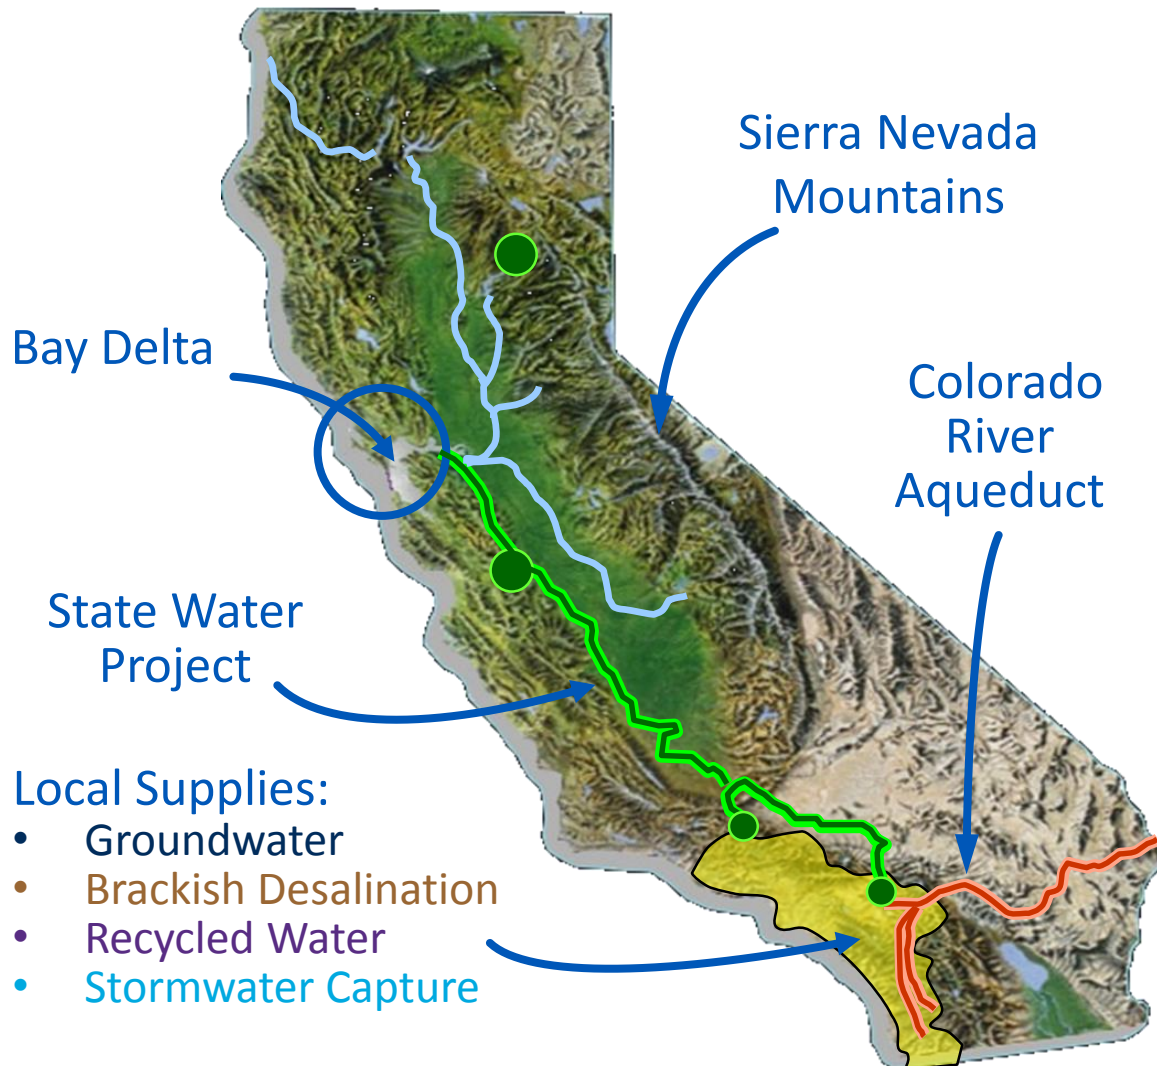 Sierra Nevada
Mountains
Bay Delta
Colorado
River
Aqueduct
State Water
Project
Local Supplies:
• Groundwater
• Brackish Desalination
• Recycled Water
• Stormwater Capture